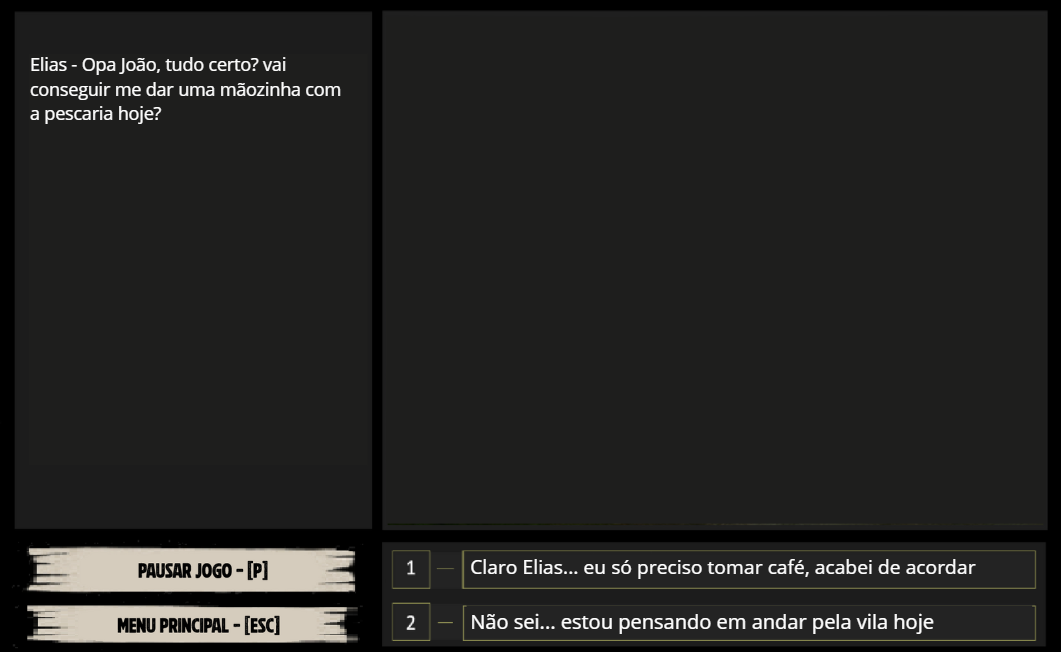 Elias - Opa João, tudo certo? vai
conseguir me dar uma mãozinha com
a pescaria hoje?
PAUSAR JOGO - [P]
MENU PRINCIPAL - [ESC]
1 — Claro Elias... eu só preciso tomar café, acabei de acordar
2 — Não sei... estou pensando em andar pela vila hoje